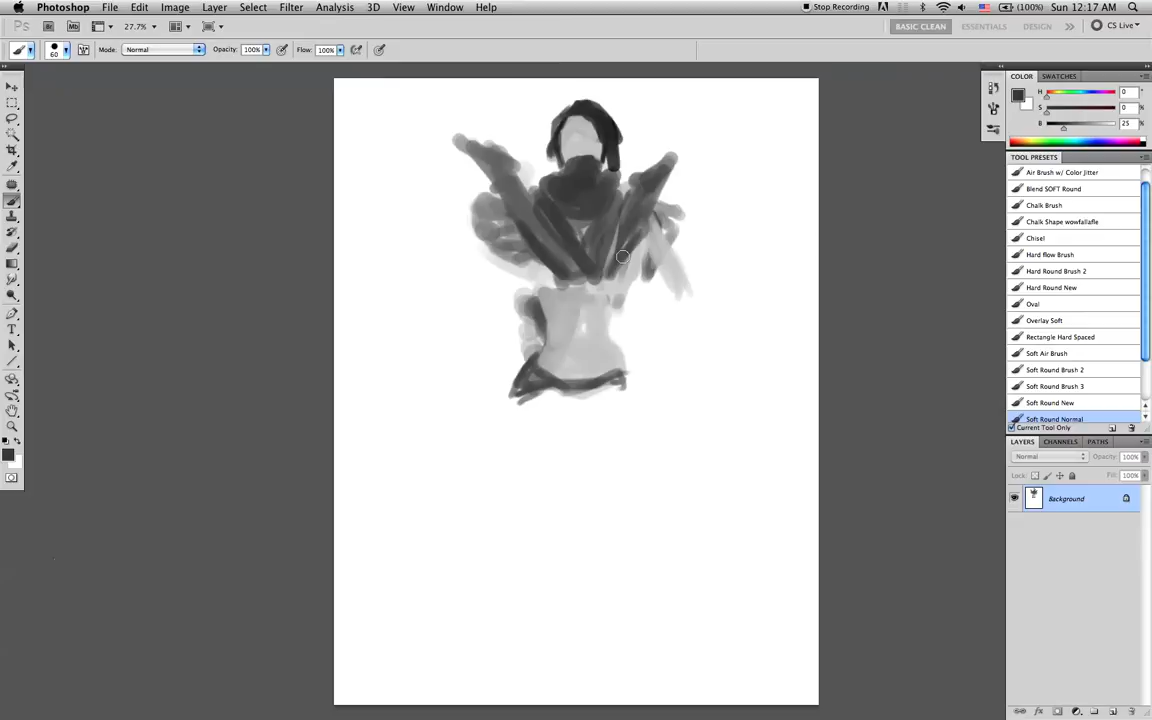 Photoshop File Edit Image Layer Select Filter Analysis 3D View Window Help Stop Recording (100%) Sun 12:17 AM
Ps Br Mb 27.7% BASIC CLEAN ESSENTIALS DESIGN CS Live
60 Mode: Normal Opacity: 100% Flow: 100%
COLOR SWATCHES
H 0 °
S 0 %
B 25 %
TOOL PRESETS
Air Brush w/ Color Jitter
Blend SOFT Round
Chalk Brush
Chalk Shape wowfallafle
Chisel
Hard flow Brush
Hard Round Brush 2
Hard Round New
Oval
Overlay Soft
Rectangle Hard Spaced
Soft Air Brush
Soft Round Brush 2
Soft Round Brush 3
Soft Round New
Soft Round Normal
Current Tool Only
LAYERS CHANNELS PATHS
Normal Opacity: 100%
Lock: Fill: 100%
Background